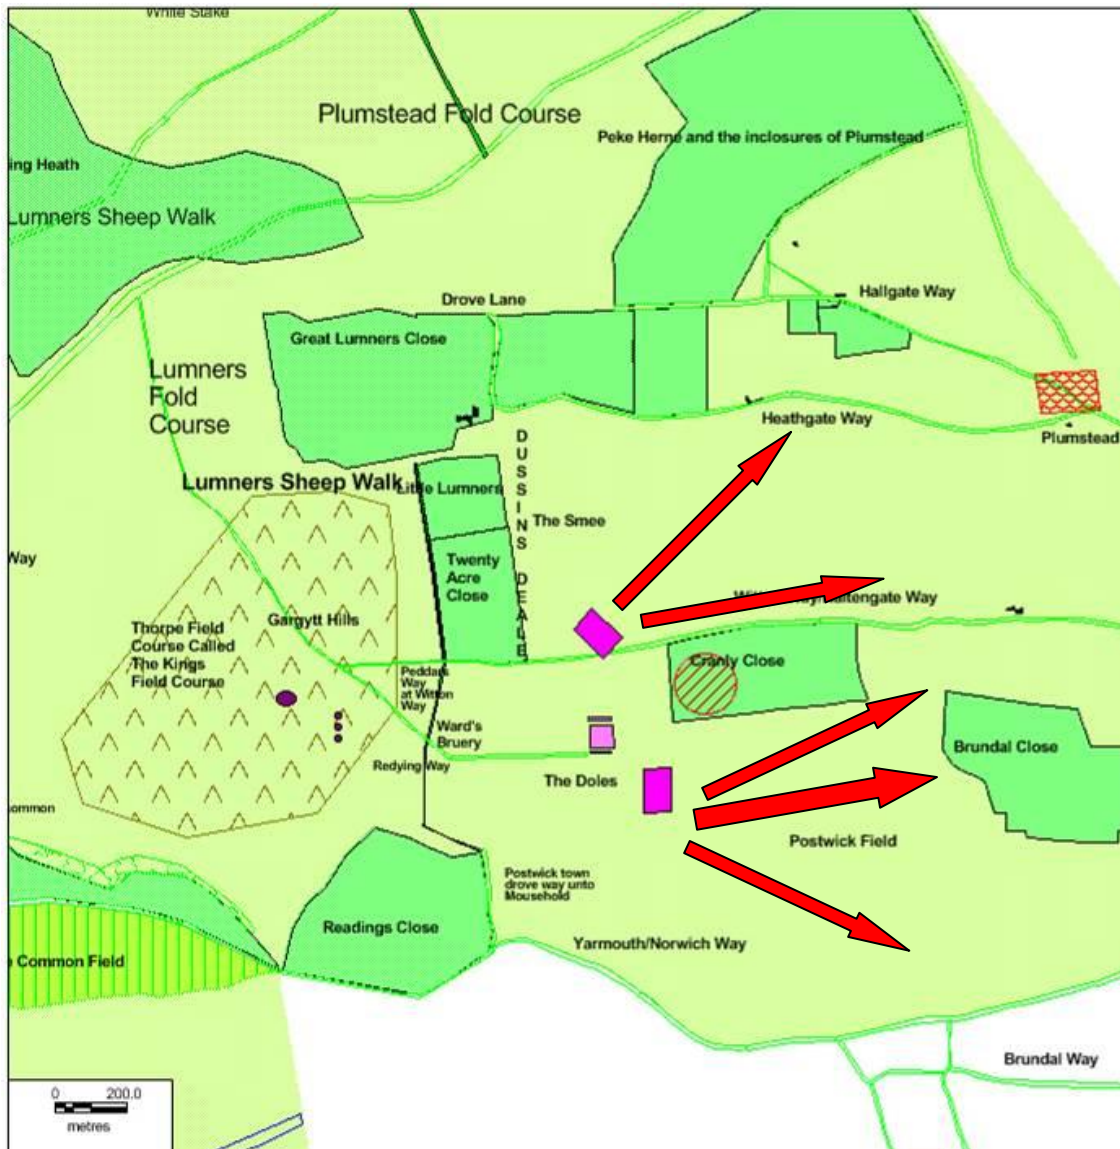 White Stake
Plumstead Fold Course
Peke Herne and the inclosures of Plumstead
ing Heath
Lumners Sheep Walk
Hallgate Way
Drove Lane
Great Lumners Close
Lumners
Fold
Course
Heathgate Way
Plumstead
DUSSINS DEALE
Lumners Sheep Walk
Little Lumners
The Smee
Way
Twenty
Acre
Close
Way
Gargytt Hills
Thorpe Field
Course Called
The Kings
Field Course
Cranly Close
Peddars
Way
at Witton
Way
Ward's
Bruery
Redying Way
Brundal Close
The Doles
ommon
Postwick Field
Postwick town
drove way unto
Mousehold
Readings Close
Yarmouth/Norwich Way
Common Field
Brundal Way
0 200.0
metres